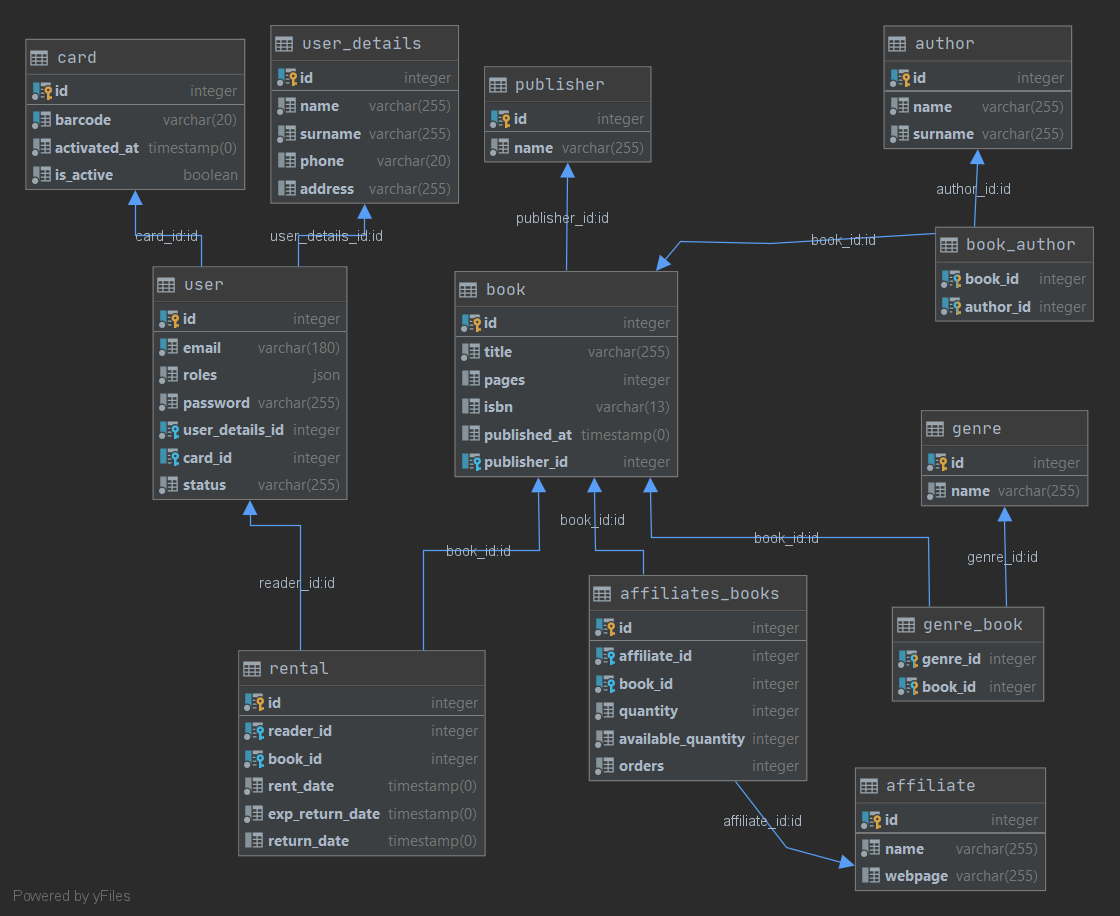 card
id integer
barcode varchar(20)
activated_at timestamp(0)
is_active boolean
user_details
id integer
name varchar(255)
surname varchar(255)
phone varchar(20)
address varchar(255)
publisher
id integer
name varchar(255)
author
id integer
name varchar(255)
surname varchar(255)
card_id:id
user_details_id:id
publisher_id:id
author_id:id
book_id:id
book_author
book_id integer
author_id integer
user
id integer
email varchar(180)
roles json
password varchar(255)
user_details_id integer
card_id integer
status varchar(255)
book
id integer
title varchar(255)
pages integer
isbn varchar(13)
published_at timestamp(0)
publisher_id integer
genre
id integer
name varchar(255)
reader_id:id
book_id:id
book_id:id
book_id:id
genre_id:id
affiliates_books
id integer
affiliate_id integer
book_id integer
quantity integer
available_quantity integer
orders integer
genre_book
genre_id integer
book_id integer
rental
id integer
reader_id integer
book_id integer
rent_date timestamp(0)
exp_return_date timestamp(0)
return_date timestamp(0)
affiliate_id:id
affiliate
id integer
name varchar(255)
webpage varchar(255)
Powered by yFiles